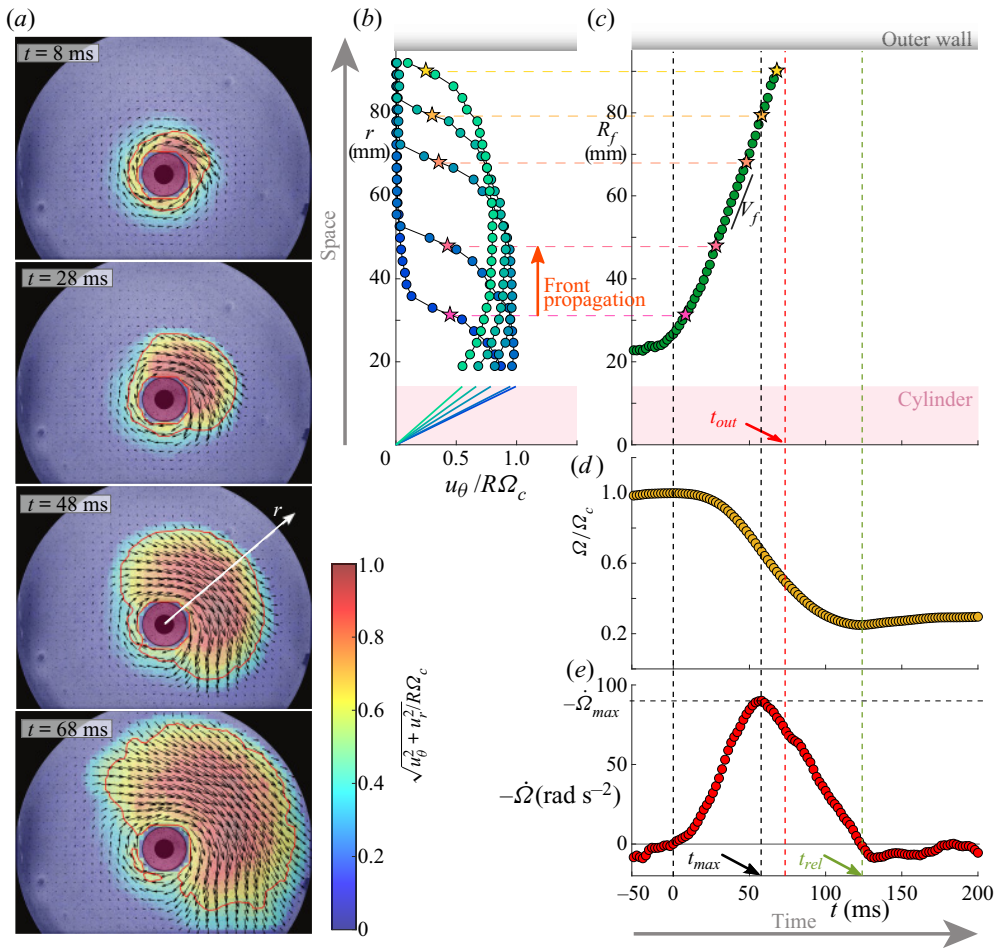 (a)
t = 8 ms
t = 28 ms
t = 48 ms
r
t = 68 ms
1.0
0.8
0.6
0.4
0.2
0
√u_θ² + u_r²/RΩ_c
Space
(b)
80
r
(mm)
60
40
20
0
Front
propagation
0 0.5 1.0
u_θ /RΩ_c
(c)
Outer wall
80
R_f
(mm)
60
40
20
0
V_f
Cylinder
t_out
(d)
1.0
0.6
0.2
Ω/Ω_c
(e)
100
−Ω̇_max
50
0
−Ω̇ (rad s⁻²)
t_max
t_rel
−50 0 50 100 150 200
t (ms)
Time